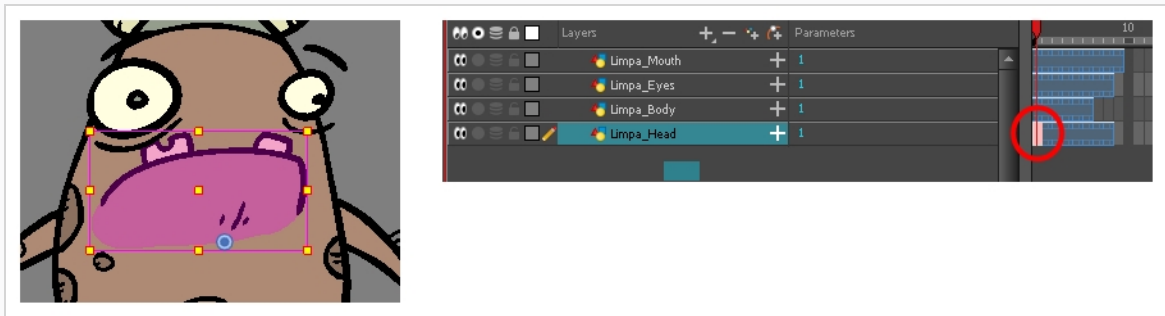 Layers Parameters 10
Limpa_Mouth 1
Limpa_Eyes 1
Limpa_Body 1
Limpa_Head 1